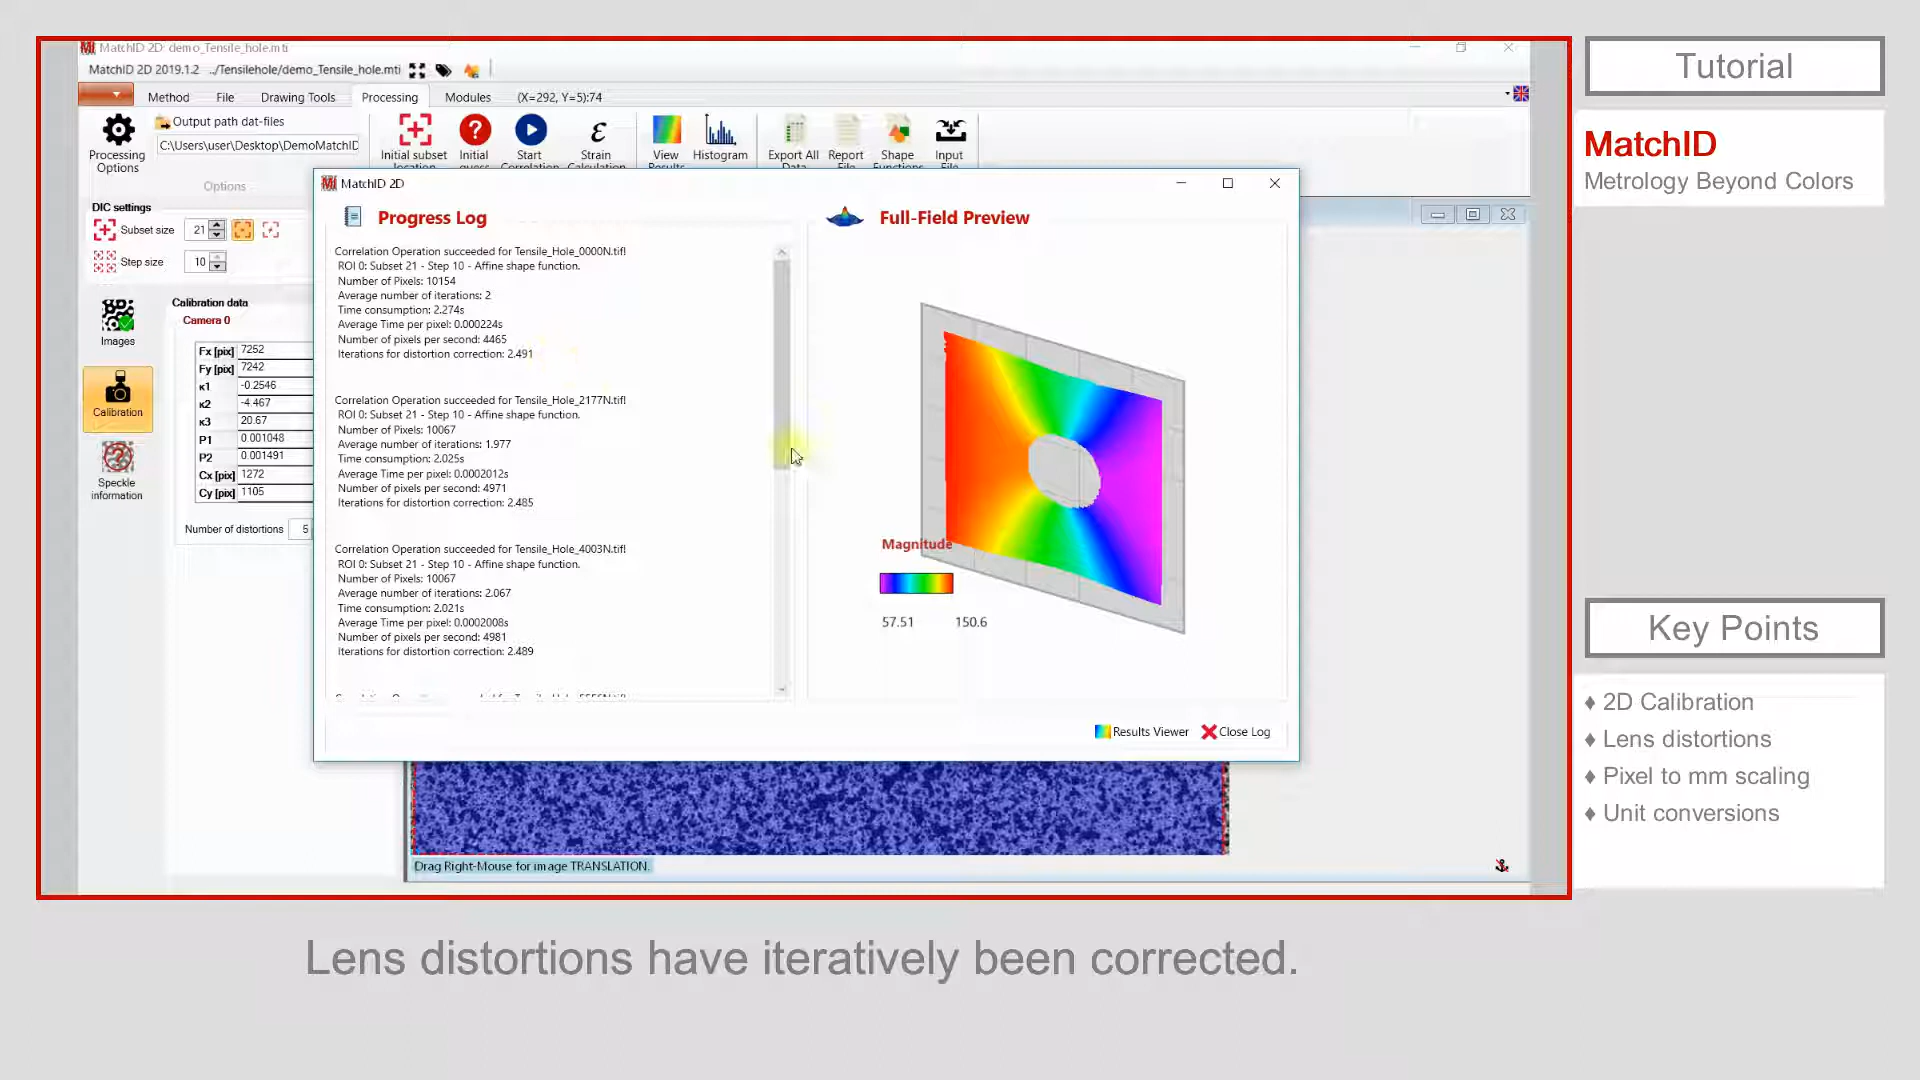 MatchID 2D: demo_Tensile_hole.mti
MatchID 2D 2019.1.2 ../Tensilehole/demo_Tensile_hole.mti
Method File Drawing Tools Processing Modules (X=292, Y=5):74
Processing Options
Output path dat-files
C:\Users\user\Desktop\DemoMatchID
Options
Initial subset location
Initial guess
Start Correlation
Strain Calculation
View Results
Histogram
Export All Data
Report File
Shape Functions
Input File
DIC settings
Subset size 21
Step size 10
Images
Calibration
Speckle information
Calibration data
Camera 0
Fx [pix] 7252
Fy [pix] 7242
κ1 -0.2546
κ2 -4.467
κ3 20.67
P1 0.001048
P2 0.001491
Cx [pix] 1272
Cy [pix] 1105
Number of distortions 5
MatchID 2D
Progress Log
Correlation Operation succeeded for Tensile_Hole_0000N.tif!
ROI 0: Subset 21 - Step 10 - Affine shape function.
Number of Pixels: 10154
Average number of iterations: 2
Time consumption: 2.274s
Average Time per pixel: 0.000224s
Number of pixels per second: 4465
Iterations for distortion correction: 2.491
Correlation Operation succeeded for Tensile_Hole_2177N.tif!
ROI 0: Subset 21 - Step 10 - Affine shape function.
Number of Pixels: 10067
Average number of iterations: 1.977
Time consumption: 2.025s
Average Time per pixel: 0.0002012s
Number of pixels per second: 4971
Iterations for distortion correction: 2.485
Correlation Operation succeeded for Tensile_Hole_4003N.tif!
ROI 0: Subset 21 - Step 10 - Affine shape function.
Number of Pixels: 10067
Average number of iterations: 2.067
Time consumption: 2.021s
Average Time per pixel: 0.0002008s
Number of pixels per second: 4981
Iterations for distortion correction: 2.489
Full-Field Preview
Magnitude
57.51 150.6
Results Viewer Close Log
Drag Right-Mouse for image TRANSLATION.
Tutorial
MatchID
Metrology Beyond Colors
Key Points
♦ 2D Calibration
♦ Lens distortions
♦ Pixel to mm scaling
♦ Unit conversions
Lens distortions have iteratively been corrected.